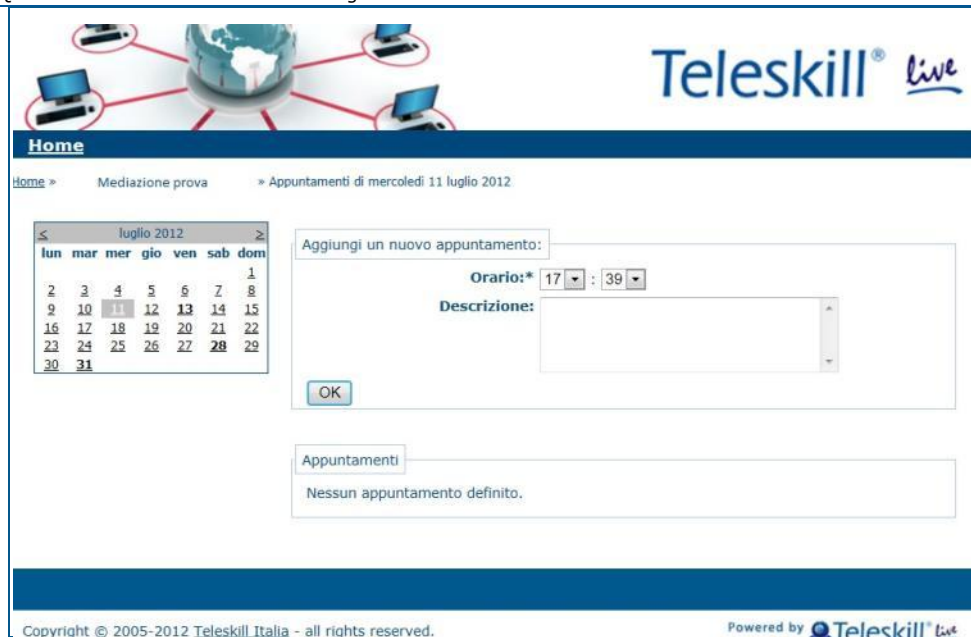 Teleskill® live
Home
Home » Mediazione prova » Appuntamenti di mercoledì 11 luglio 2012
< luglio 2012 >
lun mar mer gio ven sab dom
1
2 3 4 5 6 7 8
9 10 11 12 13 14 15
16 17 18 19 20 21 22
23 24 25 26 27 28 29
30 31
Aggiungi un nuovo appuntamento:
Orario:* 17 : 39
Descrizione:
OK
Appuntamenti
Nessun appuntamento definito.
Copyright © 2005-2012 Teleskill Italia - all rights reserved.
Powered by Teleskill® live